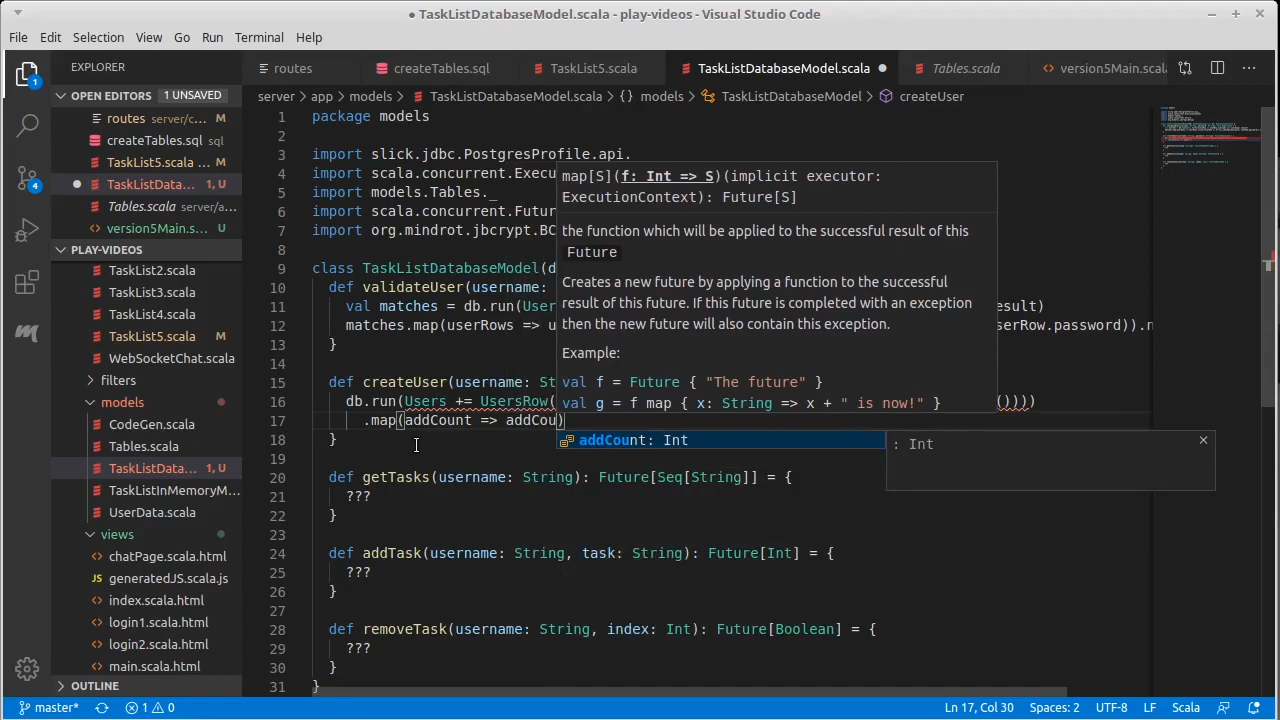 ● TaskListDatabaseModel.scala - play-videos - Visual Studio Code
File Edit Selection View Go Run Terminal Help
EXPLORER
routes
createTables.sql
TaskList5.scala
TaskListDatabaseModel.scala ●
Tables.scala
version5Main.scala
OPEN EDITORS 1 UNSAVED
routes server/c... M
createTables.sql
TaskList5.scala M
TaskListData... 1, U
Tables.scala server/a...
version5Main.s... U
PLAY-VIDEOS
TaskList2.scala
TaskList3.scala
TaskList4.scala
TaskList5.scala M
WebSocketChat.scala
filters
models
CodeGen.scala
Tables.scala
TaskListData... 1, U
TaskListInMemoryM...
UserData.scala
views
chatPage.scala.html
JS generatedJS.scala.js
index.scala.html
login1.scala.html
login2.scala.html
main.scala.html
OUTLINE
server > app > models > TaskListDatabaseModel.scala > {} models > TaskListDatabaseModel > createUser
1 package models
2
3 import slick.jdbc.PostgresProfile.api.
4 import scala.concurrent.Execu
5 import models.Tables._
6 import scala.concurrent.Futur
7 import org.mindrot.jbcrypt.BC
8
9 class TaskListDatabaseModel(d
10 def validateUser(username:
11 val matches = db.run(User esult)
12 matches.map(userRows => u serRow.password)).n
13 }
14
15 def createUser(username: St
16 db.run(Users += UsersRow( ())))
17 .map(addCount => addCou)
18 }
19
20 def getTasks(username: String): Future[Seq[String]] = {
21 ???
22 }
23
24 def addTask(username: String, task: String): Future[Int] = {
25 ???
26 }
27
28 def removeTask(username: String, index: Int): Future[Boolean] = {
29 ???
30 }
31 }
map[S](f: Int => S)(implicit executor:
ExecutionContext): Future[S]
the function which will be applied to the successful result of this
Future
Creates a new future by applying a function to the successful
result of this future. If this future is completed with an exception
then the new future will also contain this exception.
Example:
val f = Future { "The future" }
val g = f map { x: String => x + " is now!" }
addCount: Int
: Int
master* 1 0
Ln 17, Col 30 Spaces: 2 UTF-8 LF Scala